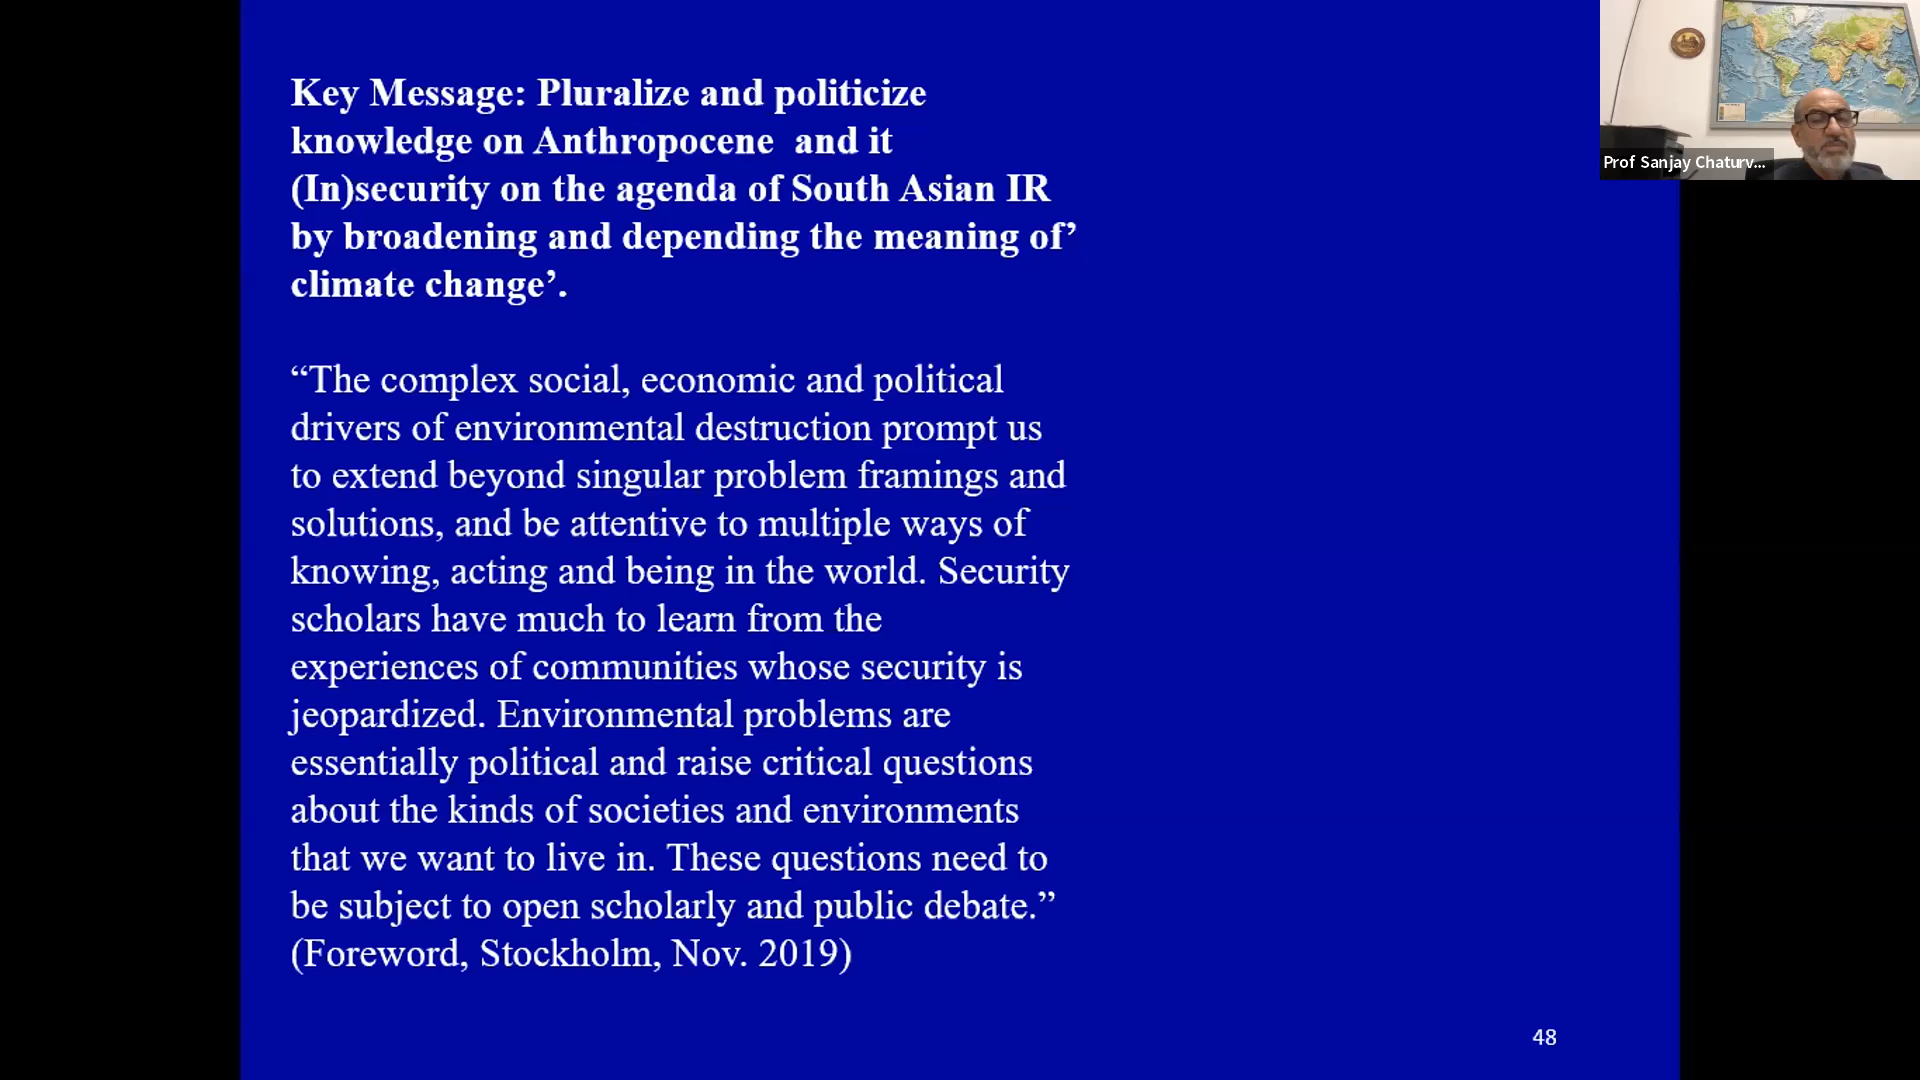 Key Message: Pluralize and politicize
knowledge on Anthropocene  and it
(In)security on the agenda of South Asian IR
by broadening and depending the meaning of’
climate change’.
“The complex social, economic and political
drivers of environmental destruction prompt us
to extend beyond singular problem framings and
solutions, and be attentive to multiple ways of
knowing, acting and being in the world. Security
scholars have much to learn from the
experiences of communities whose security is
jeopardized. Environmental problems are
essentially political and raise critical questions
about the kinds of societies and environments
that we want to live in. These questions need to
be subject to open scholarly and public debate.”
(Foreword, Stockholm, Nov. 2019)
48
Prof Sanjay Chaturv...